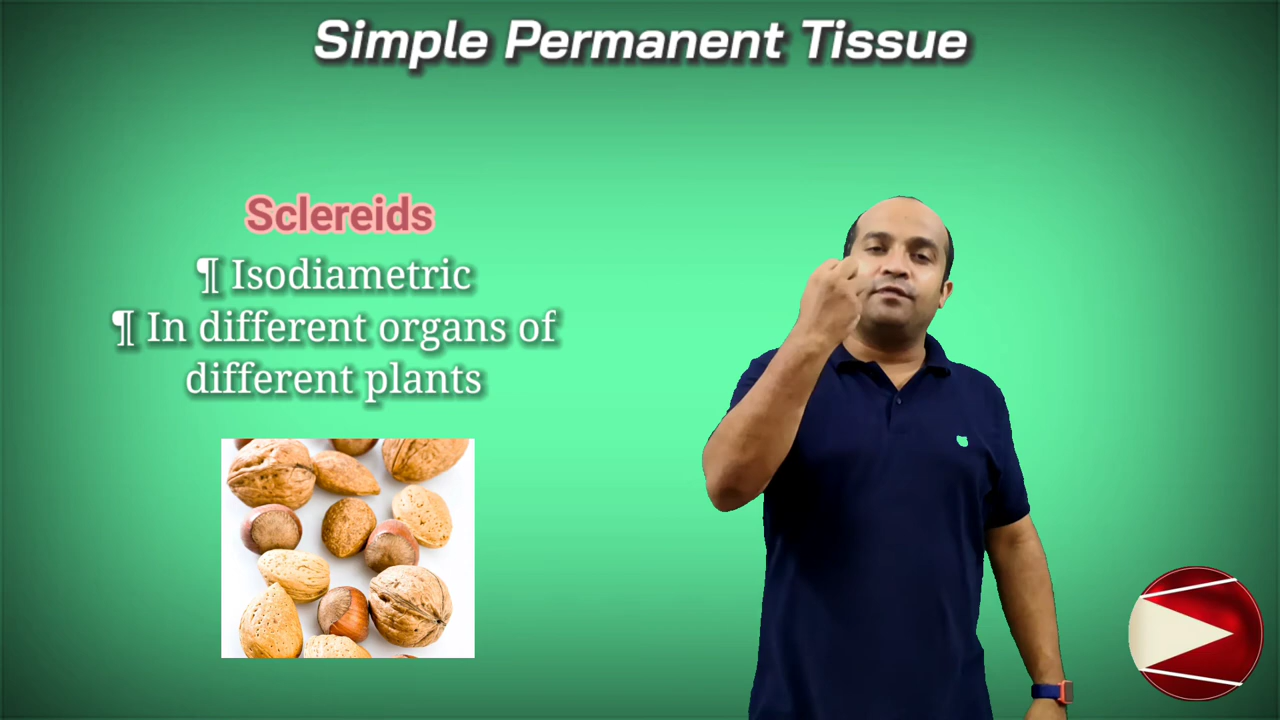 Simple Permanent Tissue
Sclereids
¶ Isodiametric
¶ In different organs of
different plants